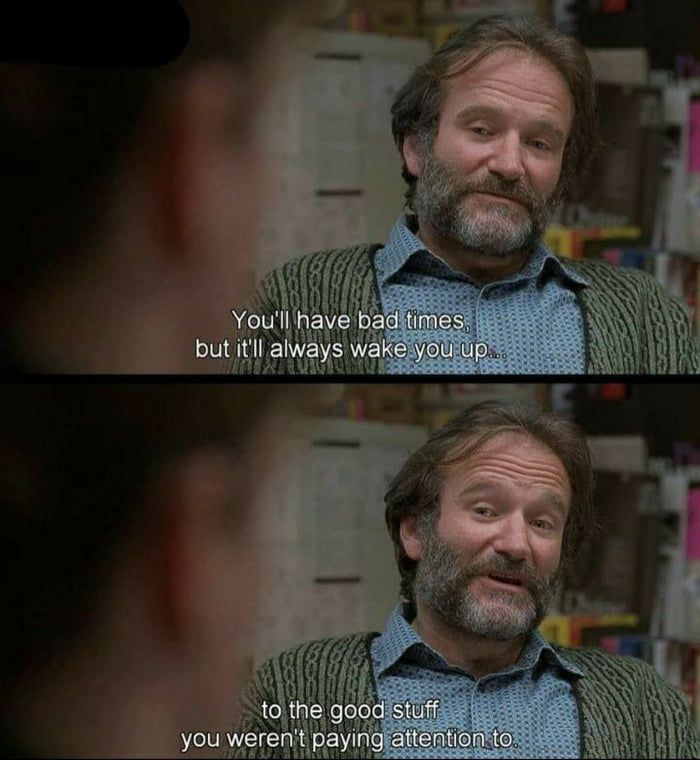 You'll have bad times,
but it'll always wake you up...
to the good stuff
you weren't paying attention to.